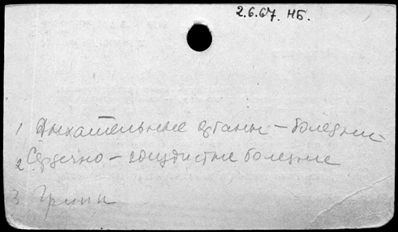 2.6.67. НБ.
1 Дыхательные органы – болезни
2 Сердечно – сосудистые болезни
3 Грипп